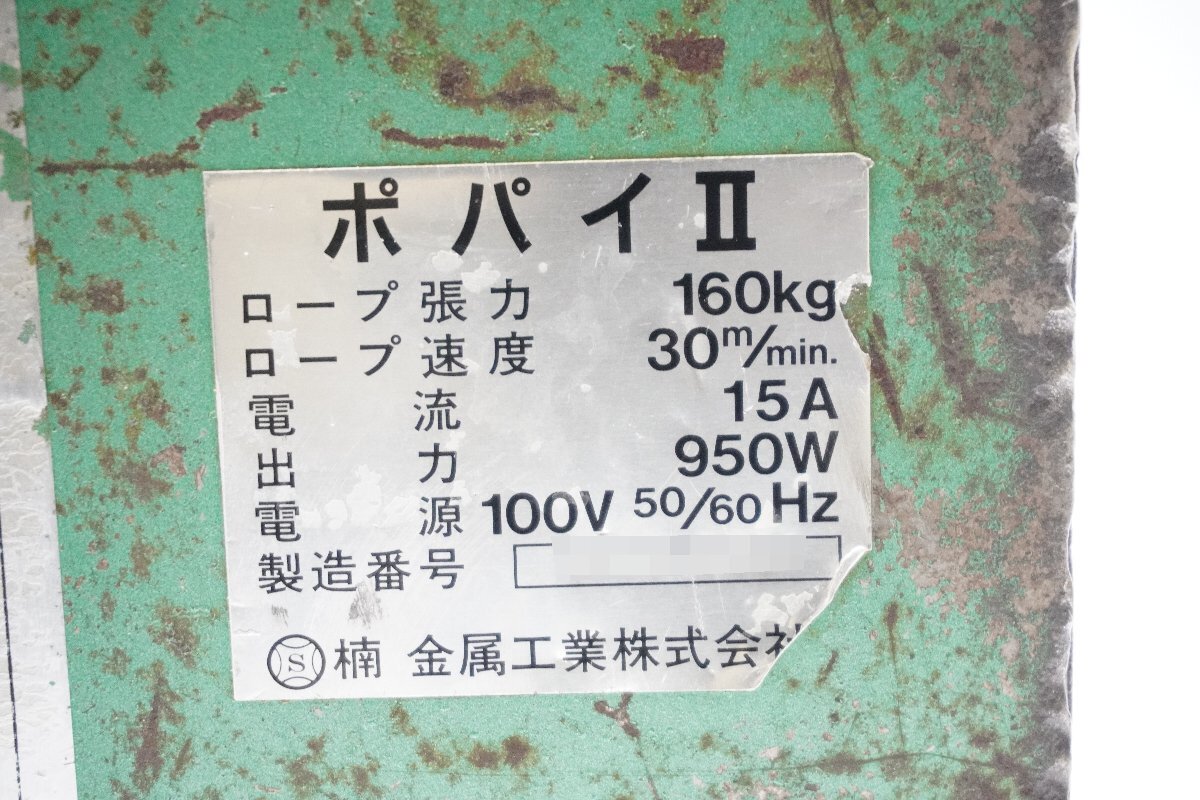 ポパイⅡ
ロープ張力 160kg
ロープ速度 30m/min.
電流 15A
出力 950W
電源 100V 50/60Hz
製造番号
S 楠金属工業株式会社